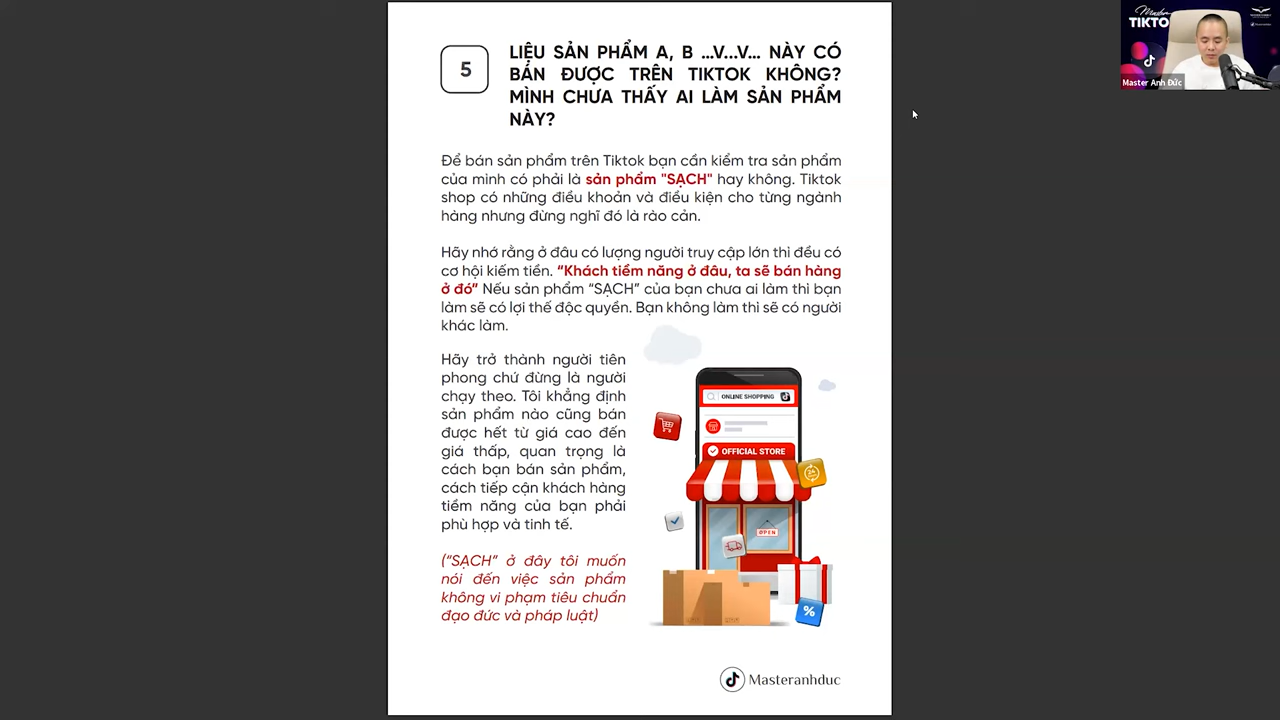 5
LIỆU SẢN PHẨM A, B ...V...V... NÀY CÓ
BÁN ĐƯỢC TRÊN TIKTOK KHÔNG?
MÌNH CHƯA THẤY AI LÀM SẢN PHẨM
NÀY?
Để bán sản phẩm trên Tiktok bạn cần kiểm tra sản phẩm
của mình có phải là sản phẩm "SẠCH" hay không. Tiktok
shop có những điều khoản và điều kiện cho từng ngành
hàng nhưng đừng nghĩ đó là rào cản.
Hãy nhớ rằng ở đâu có lượng người truy cập lớn thì đều có
cơ hội kiếm tiền. “Khách tiềm năng ở đâu, ta sẽ bán hàng
ở đó” Nếu sản phẩm “SẠCH” của bạn chưa ai làm thì bạn
làm sẽ có lợi thế độc quyền. Bạn không làm thì sẽ có người
khác làm.
Hãy trở thành người tiên
phong chứ đừng là người
chạy theo. Tôi khẳng định
sản phẩm nào cũng bán
được hết từ giá cao đến
giá thấp, quan trọng là
cách bạn bán sản phẩm,
cách tiếp cận khách hàng
tiềm năng của bạn phải
phù hợp và tinh tế.
(“SẠCH” ở đây tôi muốn
nói đến việc sản phẩm
không vi phạm tiêu chuẩn
đạo đức và pháp luật)
ONLINE SHOPPING
OFFICIAL STORE
24
OPEN
%
Masteranhduc
Master
TIKTO
Master Anh Đức